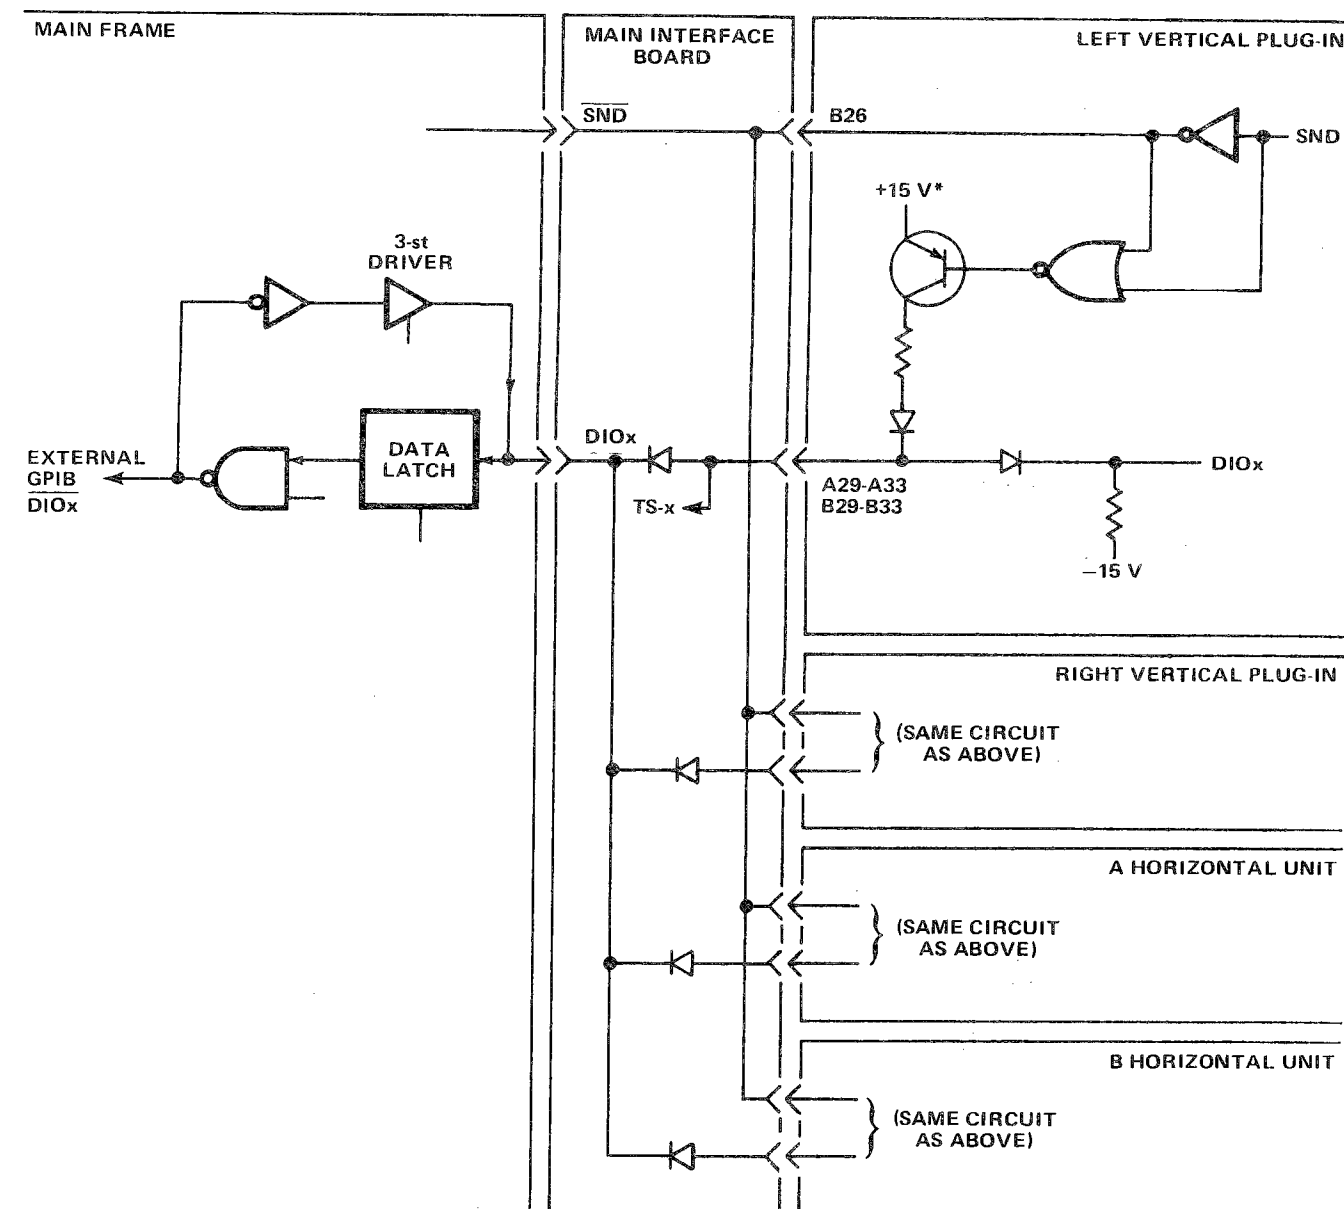 MAIN FRAME
MAIN INTERFACE
BOARD
LEFT VERTICAL PLUG-IN
SND
B26
SND
+15 V*
3-st
DRIVER
DATA
LATCH
EXTERNAL
GPIB
DIOx
DIOx
TS-x
A29-A33
B29-B33
DIOx
—15 V
RIGHT VERTICAL PLUG-IN
(SAME CIRCUIT
AS ABOVE)
A HORIZONTAL UNIT
(SAME CIRCUIT
AS ABOVE)
B HORIZONTAL UNIT
(SAME CIRCUIT
AS ABOVE)